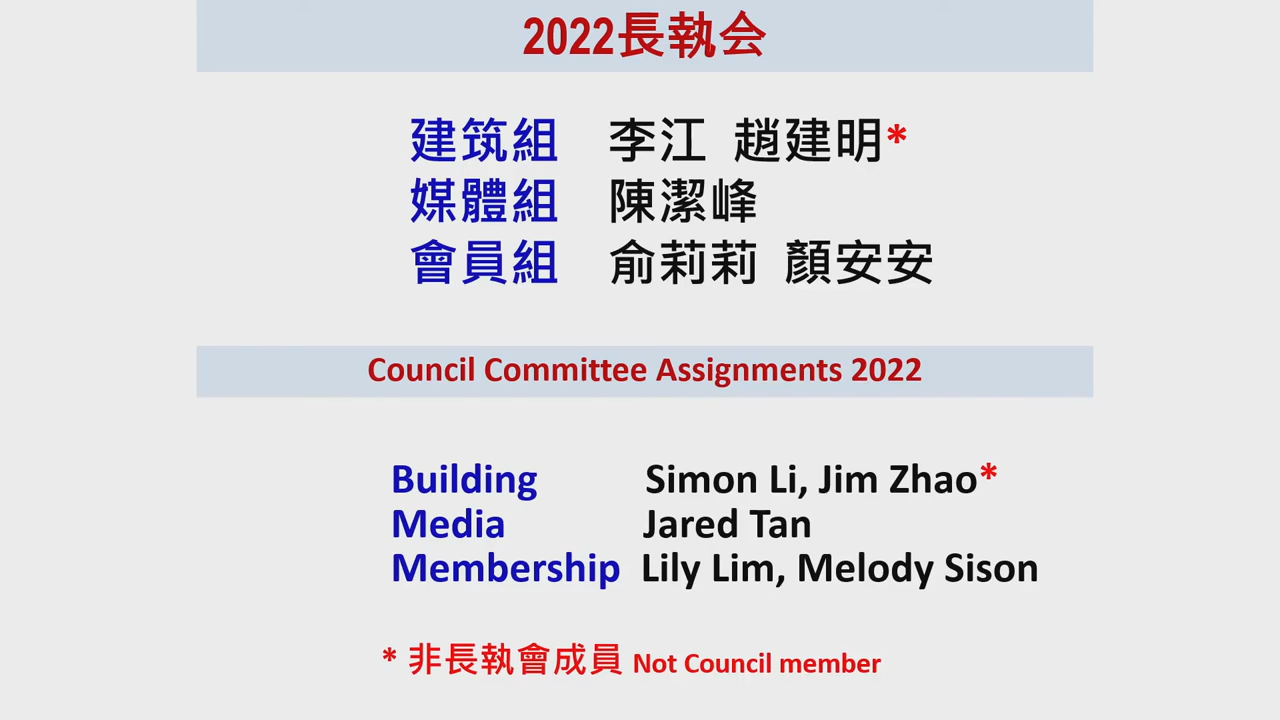 2022長執会
建筑組 李江 趙建明*
媒體組 陳潔峰
會員組 俞莉莉 顏安安
Council Committee Assignments 2022
Building Simon Li, Jim Zhao*
Media Jared Tan
Membership Lily Lim, Melody Sison
* 非長執會成員 Not Council member